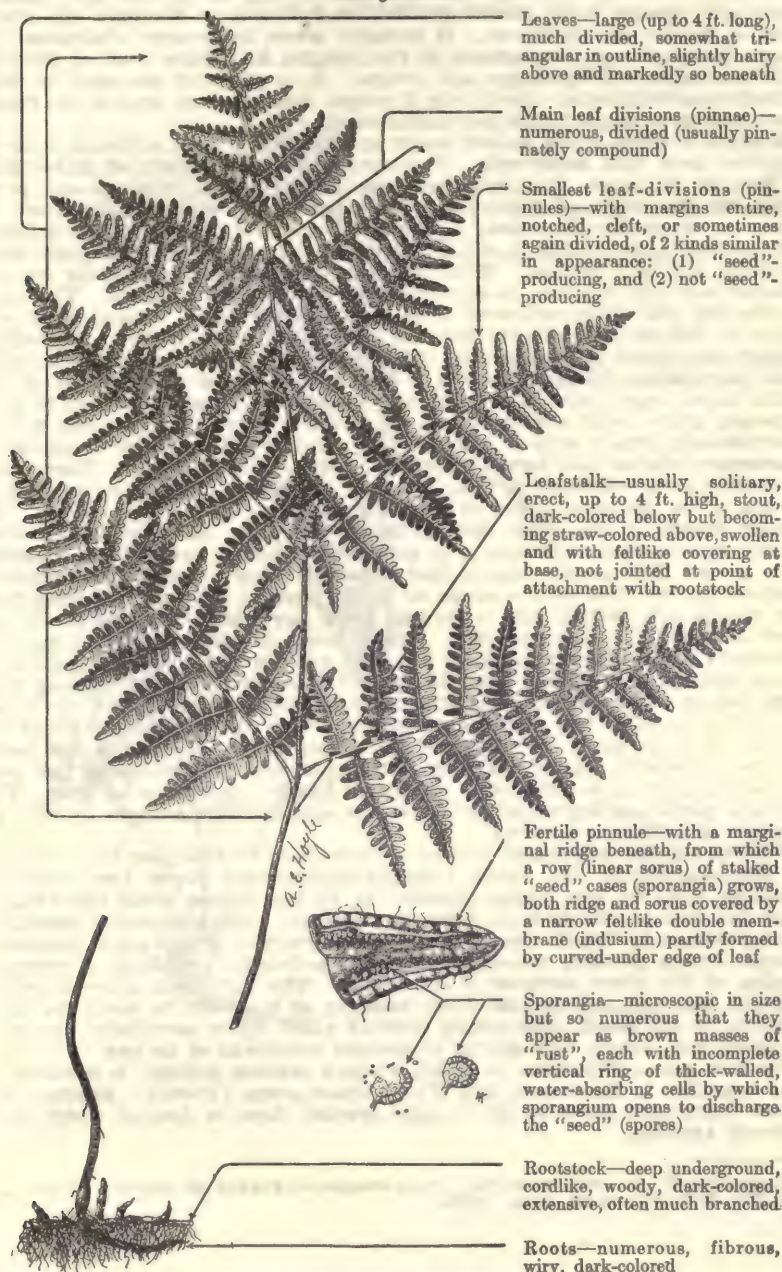 Leaves—large (up to 4 ft. long),
much divided, somewhat tri-
angular in outline, slightly hairy
above and markedly so beneath
Main leaf divisions (pinnae)—
numerous, divided (usually pin-
nately compound)
Smallest leaf-divisions (pin-
nules)—with margins entire,
notched, cleft, or sometimes
again divided, of 2 kinds similar
in appearance: (1) "seed"-
producing, and (2) not "seed"-
producing
Leafstalk—usually solitary,
erect, up to 4 ft. high, stout,
dark-colored below but becom-
ing straw-colored above, swollen
and with feltlike covering at
base, not jointed at point of
attachment with rootstock
a. E. Hoyle
Fertile pinnule—with a margi-
nal ridge beneath, from which
a row (linear sorus) of stalked
"seed" cases (sporangia) grows,
both ridge and sorus covered by
a narrow feltlike double mem-
brane (indusium) partly formed
by curved-under edge of leaf
Sporangia—microscopic in size
but so numerous that they
appear as brown masses of
"rust", each with incomplete
vertical ring of thick-walled,
water-absorbing cells by which
sporangium opens to discharge
the "seed" (spores)
Rootstock—deep underground,
cordlike, woody, dark-colored,
extensive, often much branched
Roots—numerous, fibrous,
wiry, dark-colored